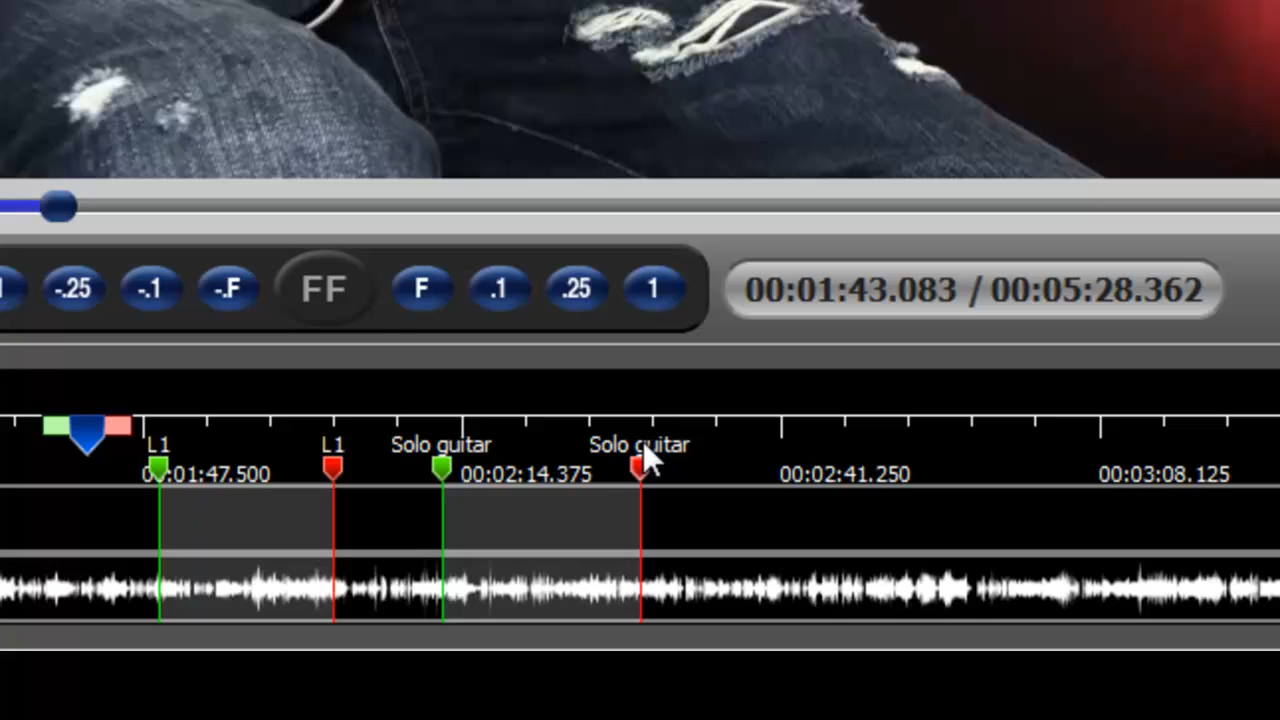 -.25 -.1 -.F FF F .1 .25 1 00:01:43.083 / 00:05:28.362
L1 L1 Solo guitar Solo guitar
00:01:47.500 00:02:14.375 00:02:41.250 00:03:08.125